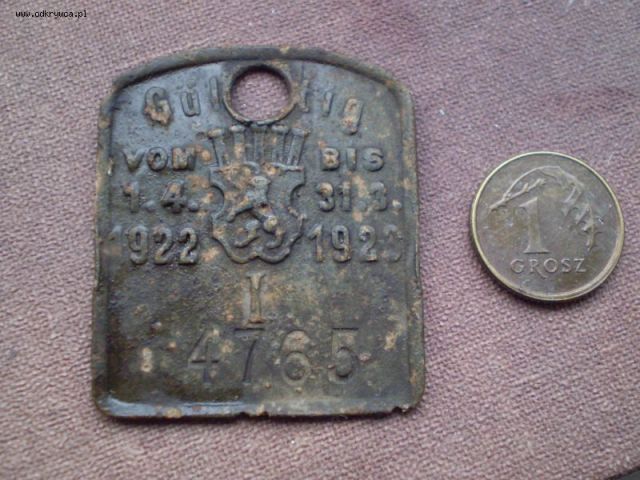 www.odkrywca.pl
Gültig
VOM BIS
1.4. 31.3.
1922 1923
I
4765
1
GROSZ